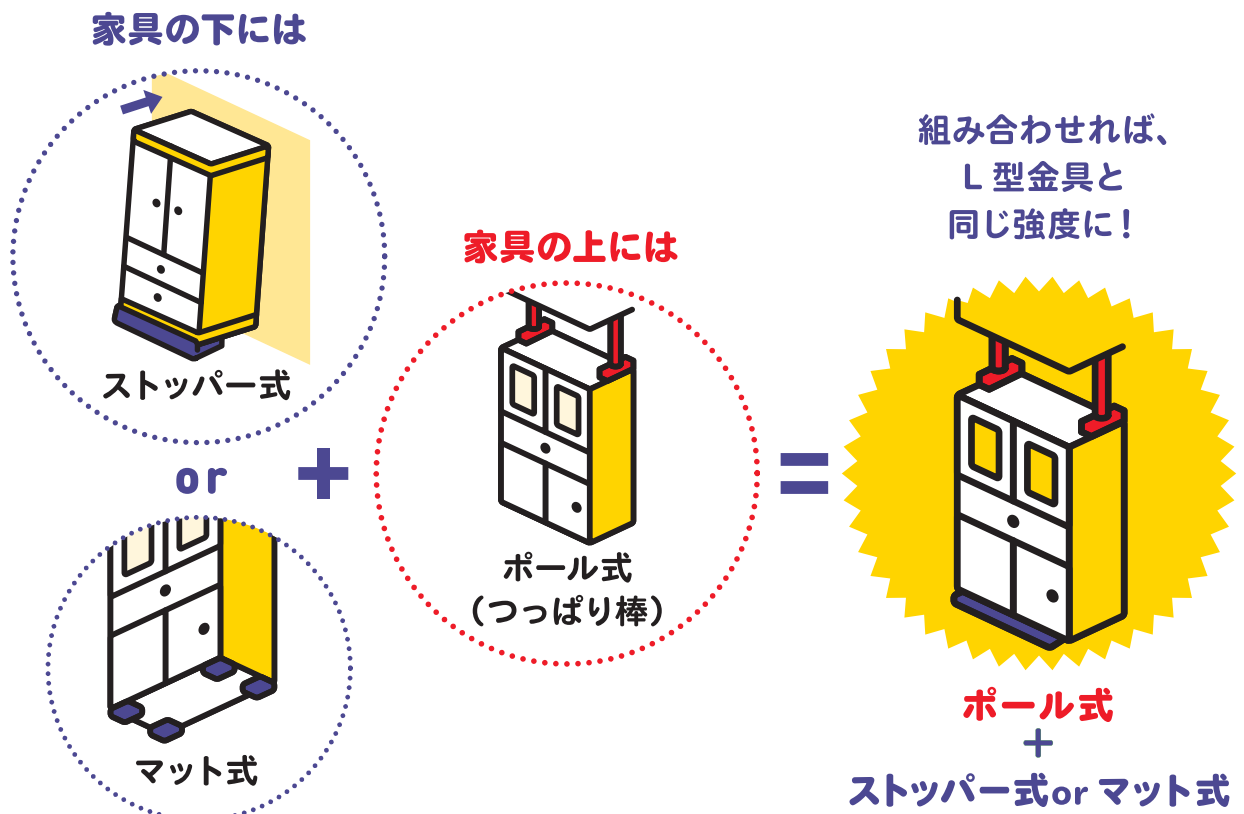 家具の下には
ストッパー式
or
マット式
+
家具の上には
ポール式
（つっぱり棒）
=
組み合わせれば、
L型金具と
同じ強度に！
ポール式
+
ストッパー式or マット式